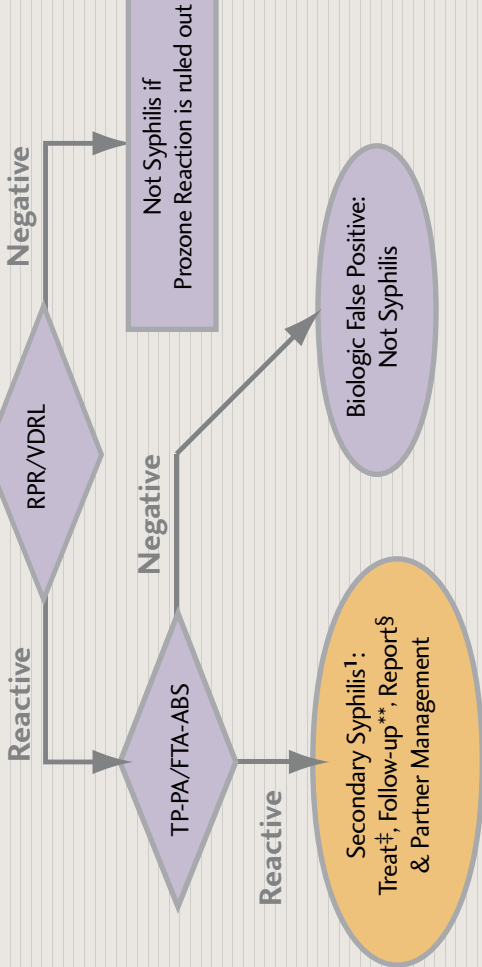 RPR/VDRL
Reactive
Negative
Not Syphilis if
Prozone Reaction is ruled out
TP-PA/FTA-ABS
Negative
Reactive
Biologic False Positive:
Not Syphilis
Secondary Syphilis¹:
Treat‡, Follow-up**, Report§
& Partner Management